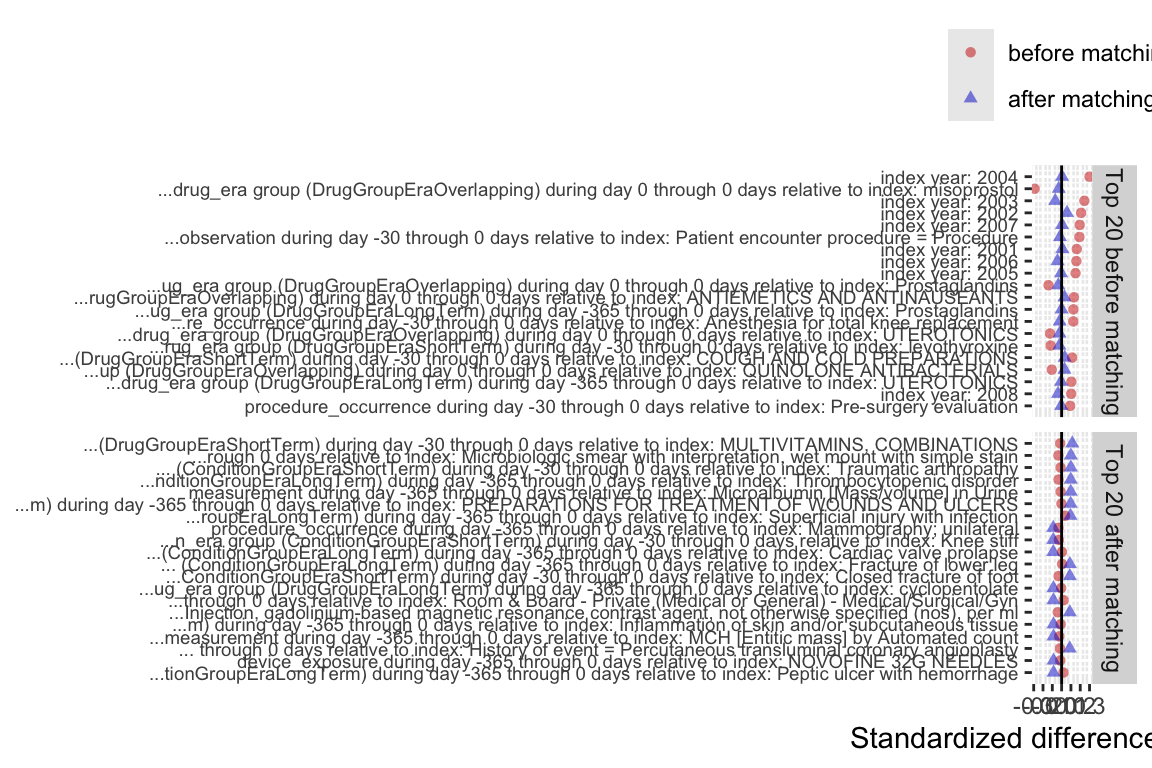 before matchi
after matching
index year: 2004
...drug_era group (DrugGroupEraOverlapping) during day 0 through 0 days relative to index: misoprostol
index year: 2003
index year: 2002
index year: 2007
...observation during day -30 through 0 days relative to index: Patient encounter procedure = Procedure
index year: 2001
index year: 2006
index year: 2005
...ug_era group (DrugGroupEraOverlapping) during day 0 through 0 days relative to index: Prostaglandins
...rugGroupEraOverlapping) during day 0 through 0 days relative to index: ANTIEMETICS AND ANTINAUSEANTS
...ug_era group (DrugGroupEraLongTerm) during day -365 through 0 days relative to index: Prostaglandins
...re_occurrence during day -30 through 0 days relative to index: Anesthesia for total knee replacement
...drug_era group (DrugGroupEraOverlapping) during day 0 through 0 days relative to index: UTEROTONICS
...rug_era group (DrugGroupEraShortTerm) during day -30 through 0 days relative to index: levothyroxine
...(DrugGroupEraShortTerm) during day -30 through 0 days relative to index: COUGH AND COLD PREPARATIONS
...up (DrugGroupEraOverlapping) during day 0 through 0 days relative to index: QUINOLONE ANTIBACTERIALS
...drug_era group (DrugGroupEraLongTerm) during day -365 through 0 days relative to index: UTEROTONICS
index year: 2008
procedure_occurrence during day -30 through 0 days relative to index: Pre-surgery evaluation
Top 20 before matching
...(DrugGroupEraShortTerm) during day -30 through 0 days relative to index: MULTIVITAMINS, COMBINATIONS
...rough 0 days relative to index: Microbiologic smear with interpretation, wet mount with simple stain
...(ConditionGroupEraShortTerm) during day -30 through 0 days relative to index: Traumatic arthropathy
...nditionGroupEraLongTerm) during day -365 through 0 days relative to index: Thrombocytopenic disorder
measurement during day -365 through 0 days relative to index: Microalbumin [Mass/volume] in Urine
...m) during day -365 through 0 days relative to index: PREPARATIONS FOR TREATMENT OF WOUNDS AND ULCERS
...roupEraLongTerm) during day -365 through 0 days relative to index: Superficial injury with infection
procedure_occurrence during day -365 through 0 days relative to index: Mammography; unilateral
...n_era group (ConditionGroupEraShortTerm) during day -30 through 0 days relative to index: Knee stiff
...(ConditionGroupEraLongTerm) during day -365 through 0 days relative to index: Cardiac valve prolapse
... (ConditionGroupEraLongTerm) during day -365 through 0 days relative to index: Fracture of lower leg
...ConditionGroupEraShortTerm) during day -30 through 0 days relative to index: Closed fracture of foot
...ug_era group (DrugGroupEraLongTerm) during day -365 through 0 days relative to index: cyclopentolate
...through 0 days relative to index: Room & Board - Private (Medical or General) - Medical/Surgical/Gyn
...Injection, gadolinium-based magnetic resonance contrast agent, not otherwise specified (nos), per ml
...m) during day -365 through 0 days relative to index: Inflammation of skin and/or subcutaneous tissue
...measurement during day -365 through 0 days relative to index: MCH [Entitic mass] by Automated count
... through 0 days relative to index: History of event = Percutaneous transluminal coronary angioplasty
device_exposure during day -365 through 0 days relative to index: NOVOFINE 32G NEEDLES
...tionGroupEraLongTerm) during day -365 through 0 days relative to index: Peptic ulcer with hemorrhage
Top 20 after matching
Standardized difference